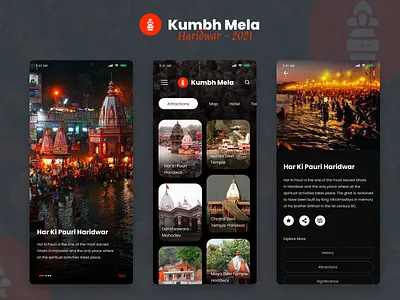 Kumbh Mela
Haridwar - 2021
Har Ki Pauri Haridwar
Har Ki Pauri is one of the most sacred
Ghats in Haridwar and the only place where
all the spiritual activities takes place.
Kumbh Mela
Attractions
Map
Hotel
Har Ki Pauri
Haridwar
Mansa Devi
Temple
Daksheswara
Mahadev
Chandi Devi
Temple Haridwar
Maya Devi Temple
Haridwar
Har Ki Pauri Haridwar
Har Ki Pauri is one of the most sacred Ghats in
Haridwar and the only place where all the
spiritual activities takes place. The ghat is reckoned
to have been built by King Vikramaditya in memory
of his brother Brithari in the 1st century BC.
Explore More
History
Attractions
Significance